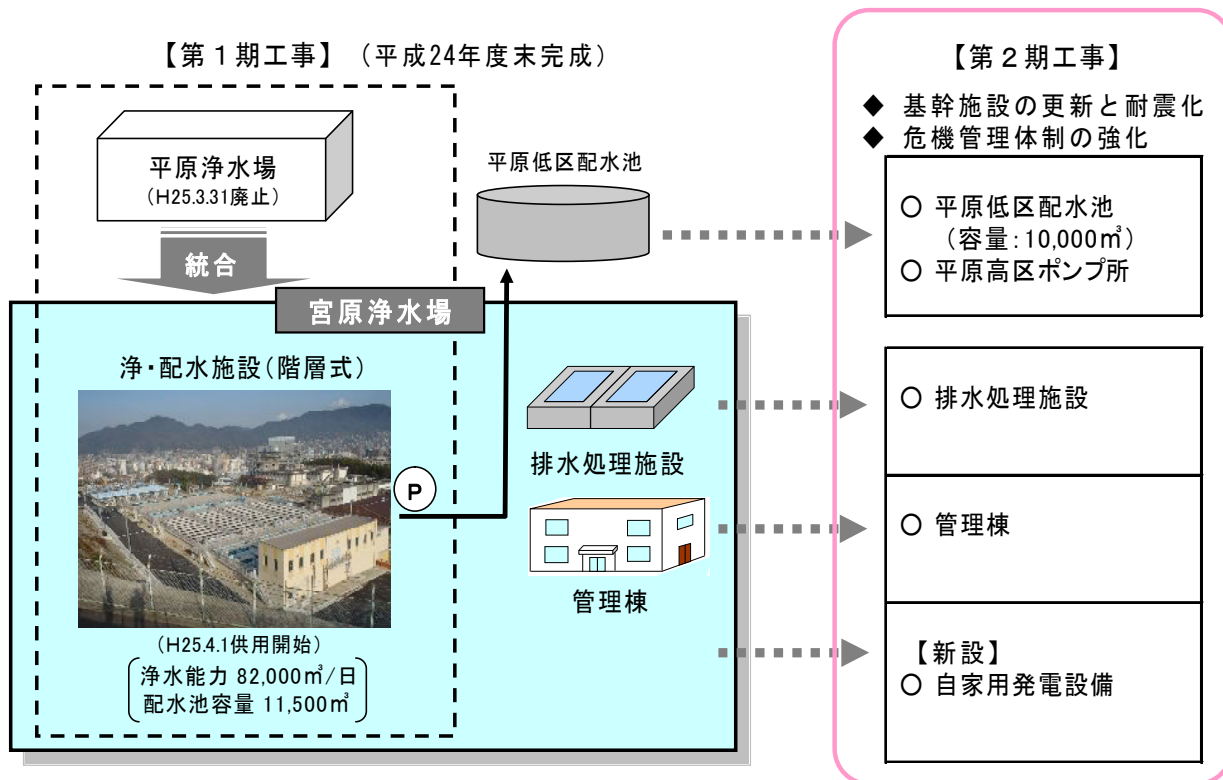 【第1期工事】（平成24年度末完成）
平原浄水場
（H25.3.31廃止）
統合
平原低区配水池
宮原浄水場
浄・配水施設（階層式）
P
（H25.4.1供用開始）
浄水能力 82,000㎥/日
配水池容量 11,500㎥
排水処理施設
管理棟
【第2期工事】
◆ 基幹施設の更新と耐震化
◆ 危機管理体制の強化
○ 平原低区配水池
（容量：10,000㎥）
○ 平原高区ポンプ所
○ 排水処理施設
○ 管理棟
【新設】
○ 自家用発電設備